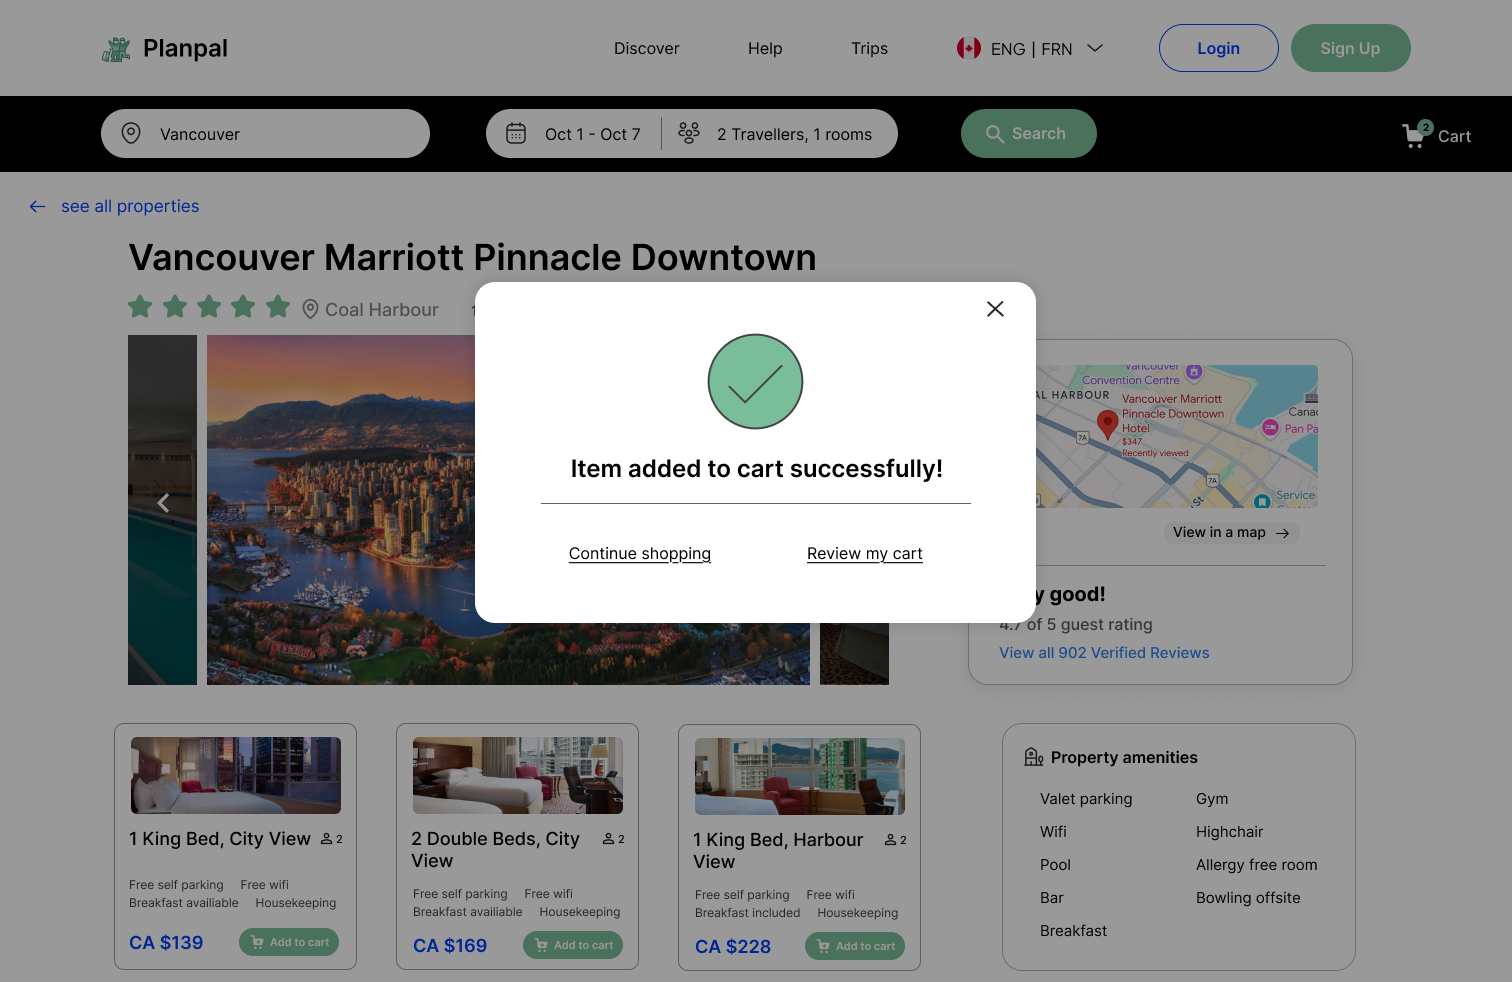 Planpal
Discover
Help
Trips
ENG | FRN
Login
Sign Up
Vancouver
Oct 1 - Oct 7
2 Travellers, 1 rooms
Search
2
Cart
see all properties
Vancouver Marriott Pinnacle Downtown
Coal Harbour
Item added to cart successfully!
Continue shopping
Review my cart
Vancouver
Convention Centre
AL HARBOUR
Vancouver Marriott
Pinnacle Downtown
Hotel
$347
Recently viewed
7A
7A
Canad
Pan Pa
Service
St
View in a map
y good!
4.7 of 5 guest rating
View all 902 Verified Reviews
1 King Bed, City View
2
Free self parking Free wifi
Breakfast availiable Housekeeping
CA $139
Add to cart
2 Double Beds, City
View
2
Free self parking Free wifi
Breakfast availiable Housekeeping
CA $169
Add to cart
1 King Bed, Harbour
View
2
Free self parking Free wifi
Breakfast included Housekeeping
CA $228
Add to cart
Property amenities
Valet parking
Gym
Wifi
Highchair
Pool
Allergy free room
Bar
Bowling offsite
Breakfast